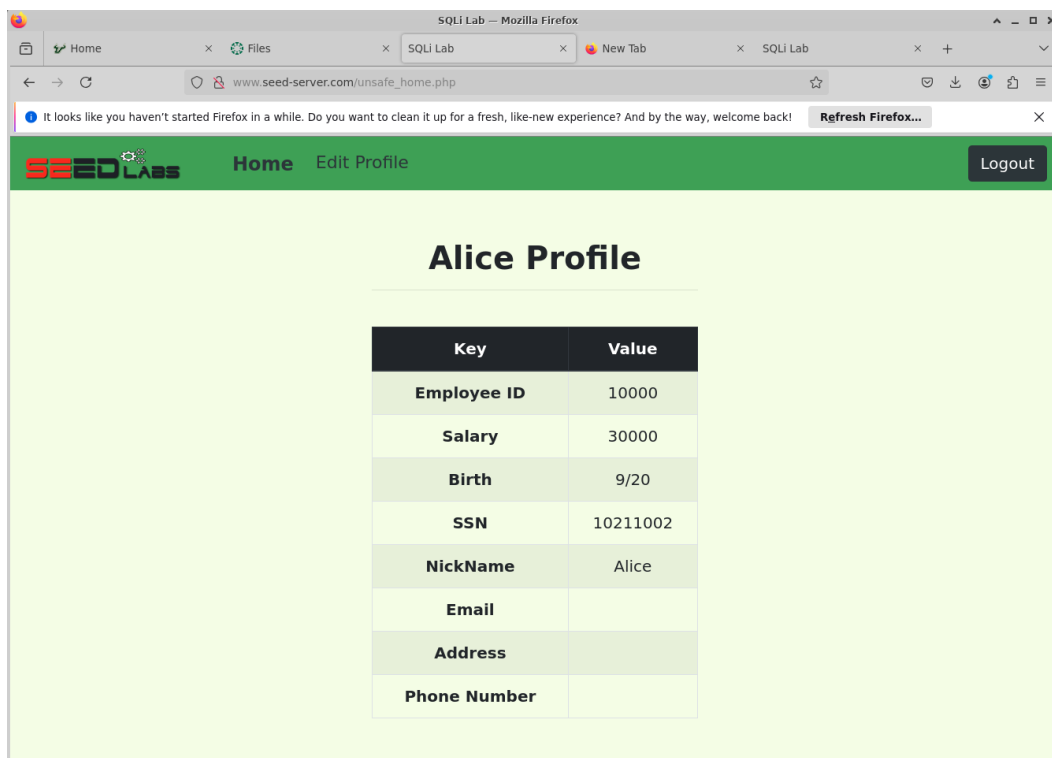 SQLi Lab — Mozilla Firefox
Home Files SQLi Lab New Tab SQLi Lab
www.seed-server.com/unsafe_home.php
It looks like you haven’t started Firefox in a while. Do you want to clean it up for a fresh, like-new experience? And by the way, welcome back! Refresh Firefox...
SEEDLABS Home Edit Profile Logout
Alice Profile
Key Value
Employee ID 10000
Salary 30000
Birth 9/20
SSN 10211002
NickName Alice
Email
Address
Phone Number